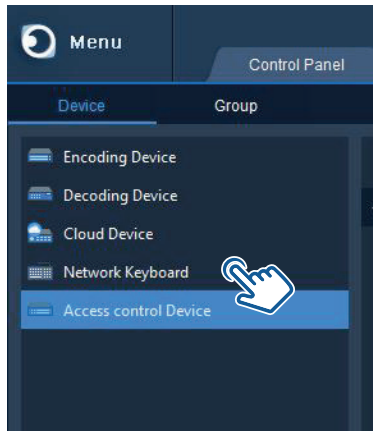 Menu
Control Panel
Device
Group
Encoding Device
Decoding Device
Cloud Device
Network Keyboard
Access control Device